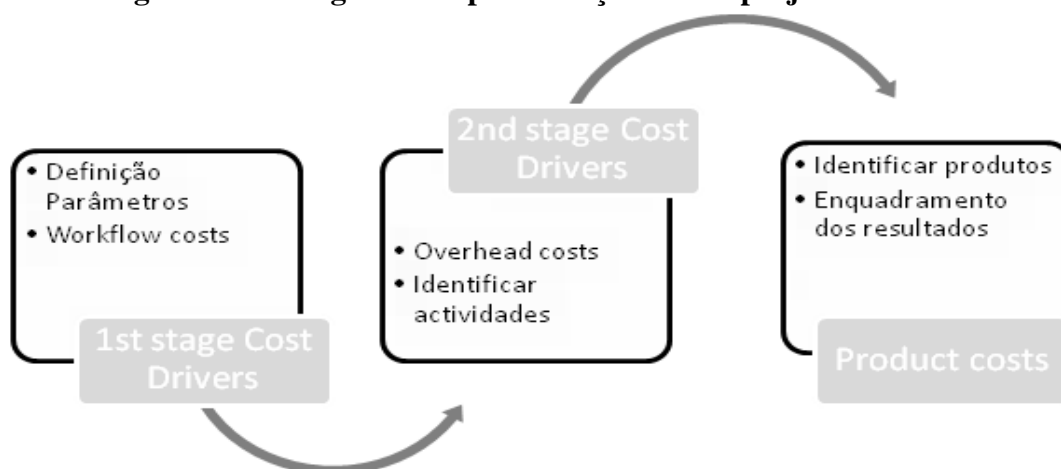 • Definição
Parâmetros
• Workflow costs
1st stage Cost
Drivers
2nd stage Cost
Drivers
• Overhead costs
• Identificar
actividades
• Identificar produtos
• Enquadramento
dos resultados
Product costs